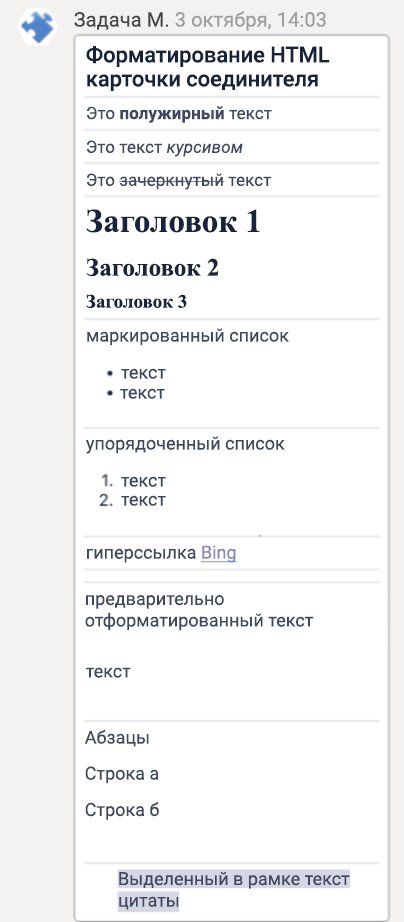 Задача М. 3 октября, 14:03
Форматирование HTML
карточки соединителя
Это полужирный текст
Это текст курсивом
Это зачеркнутый текст
Заголовок 1
Заголовок 2
Заголовок 3
маркированный список
• текст
• текст
упорядоченный список
1. текст
2. текст
гиперссылка Bing
предварительно
отформатированный текст
текст
Абзацы
Строка а
Строка б
Выделенный в рамке текст
цитаты